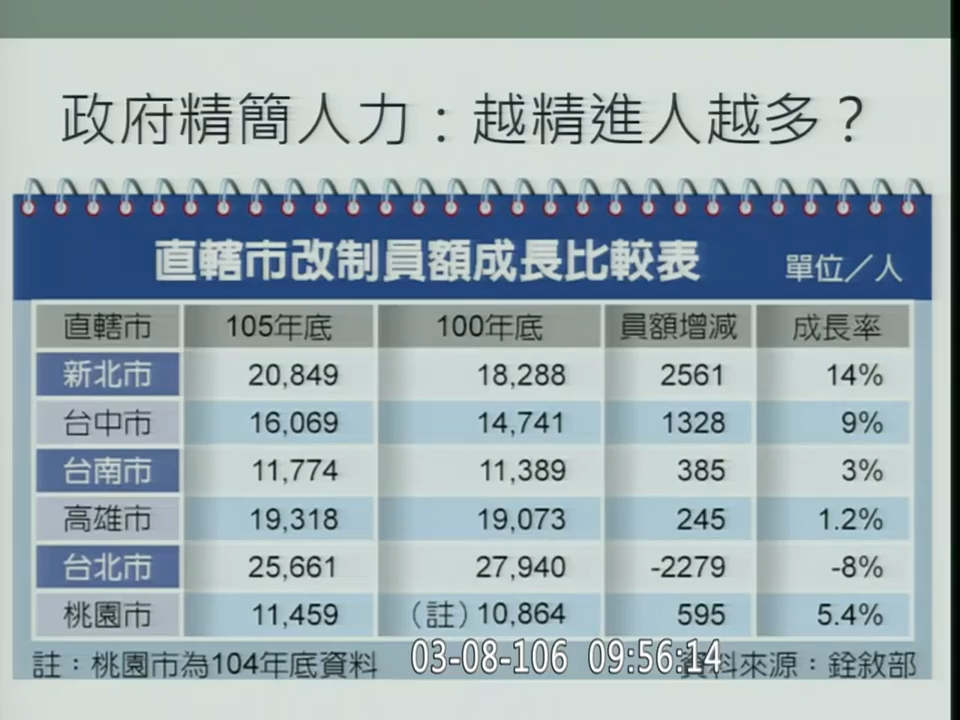 政府精簡人力：越精進人越多？
直轄市改制員額成長比較表 單位／人
直轄市 105年底 100年底 員額增減 成長率
新北市 20,849 18,288 2561 14%
台中市 16,069 14,741 1328 9%
台南市 11,774 11,389 385 3%
高雄市 19,318 19,073 245 1.2%
台北市 25,661 27,940 -2279 -8%
桃園市 11,459 (註)10,864 595 5.4%
註：桃園市為104年底資料 資料來源：銓敘部
03-08-106 09:56:14